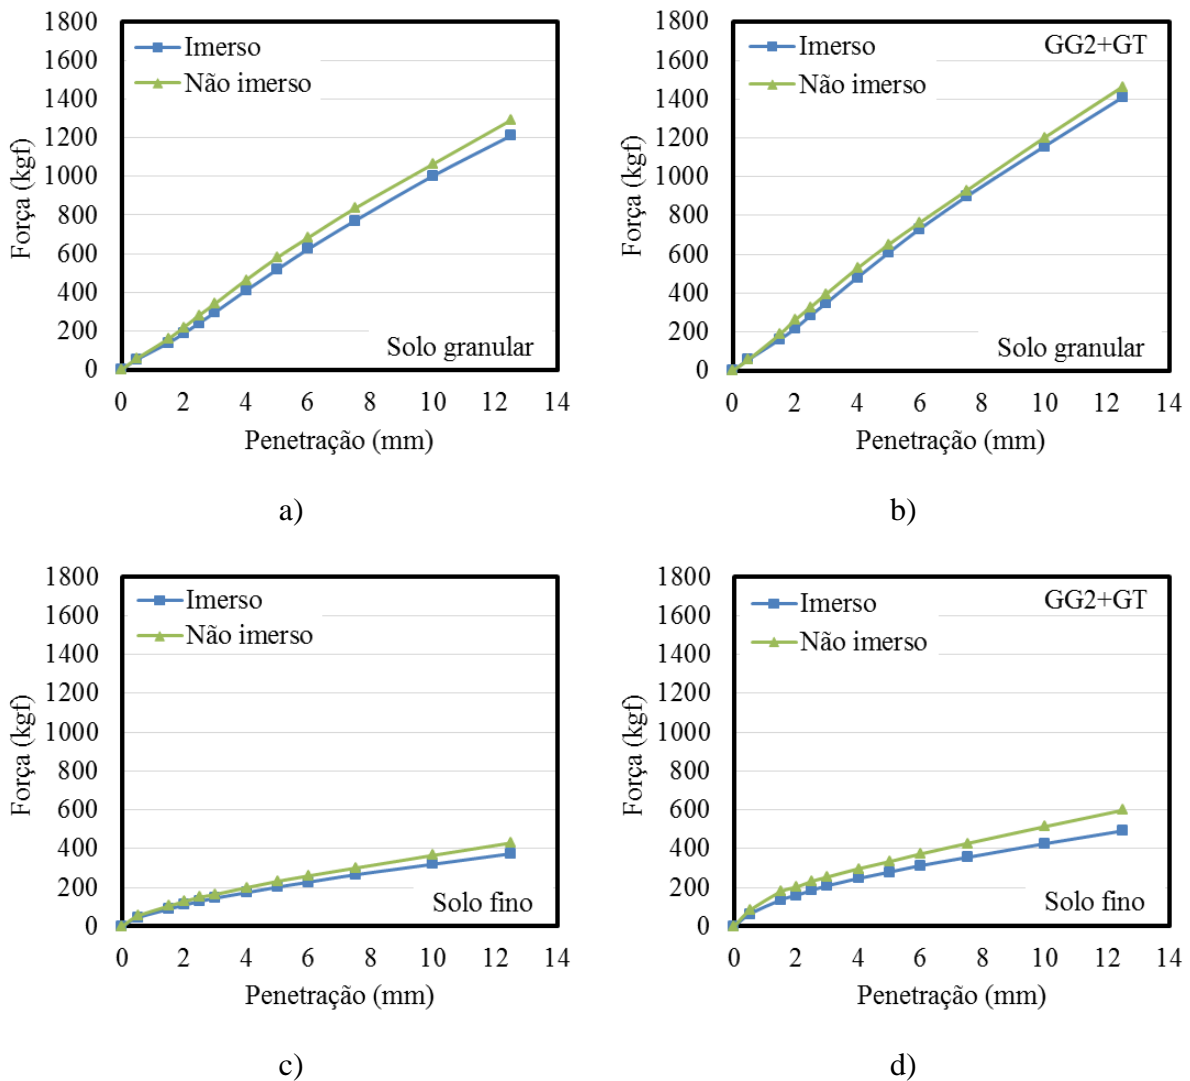 1800
1600
1400
1200
1000
800
600
400
200
0
Força (kgf)
Imerso
Não imerso
Solo granular
0 2 4 6 8 10 12 14
Penetração (mm)
a)
1800
1600
1400
1200
1000
800
600
400
200
0
Força (kgf)
Imerso
Não imerso
GG2+GT
Solo granular
0 2 4 6 8 10 12 14
Penetração (mm)
b)
1800
1600
1400
1200
1000
800
600
400
200
0
Força (kgf)
Imerso
Não imerso
Solo fino
0 2 4 6 8 10 12 14
Penetração (mm)
c)
1800
1600
1400
1200
1000
800
600
400
200
0
Força (kgf)
Imerso
Não imerso
GG2+GT
Solo fino
0 2 4 6 8 10 12 14
Penetração (mm)
d)